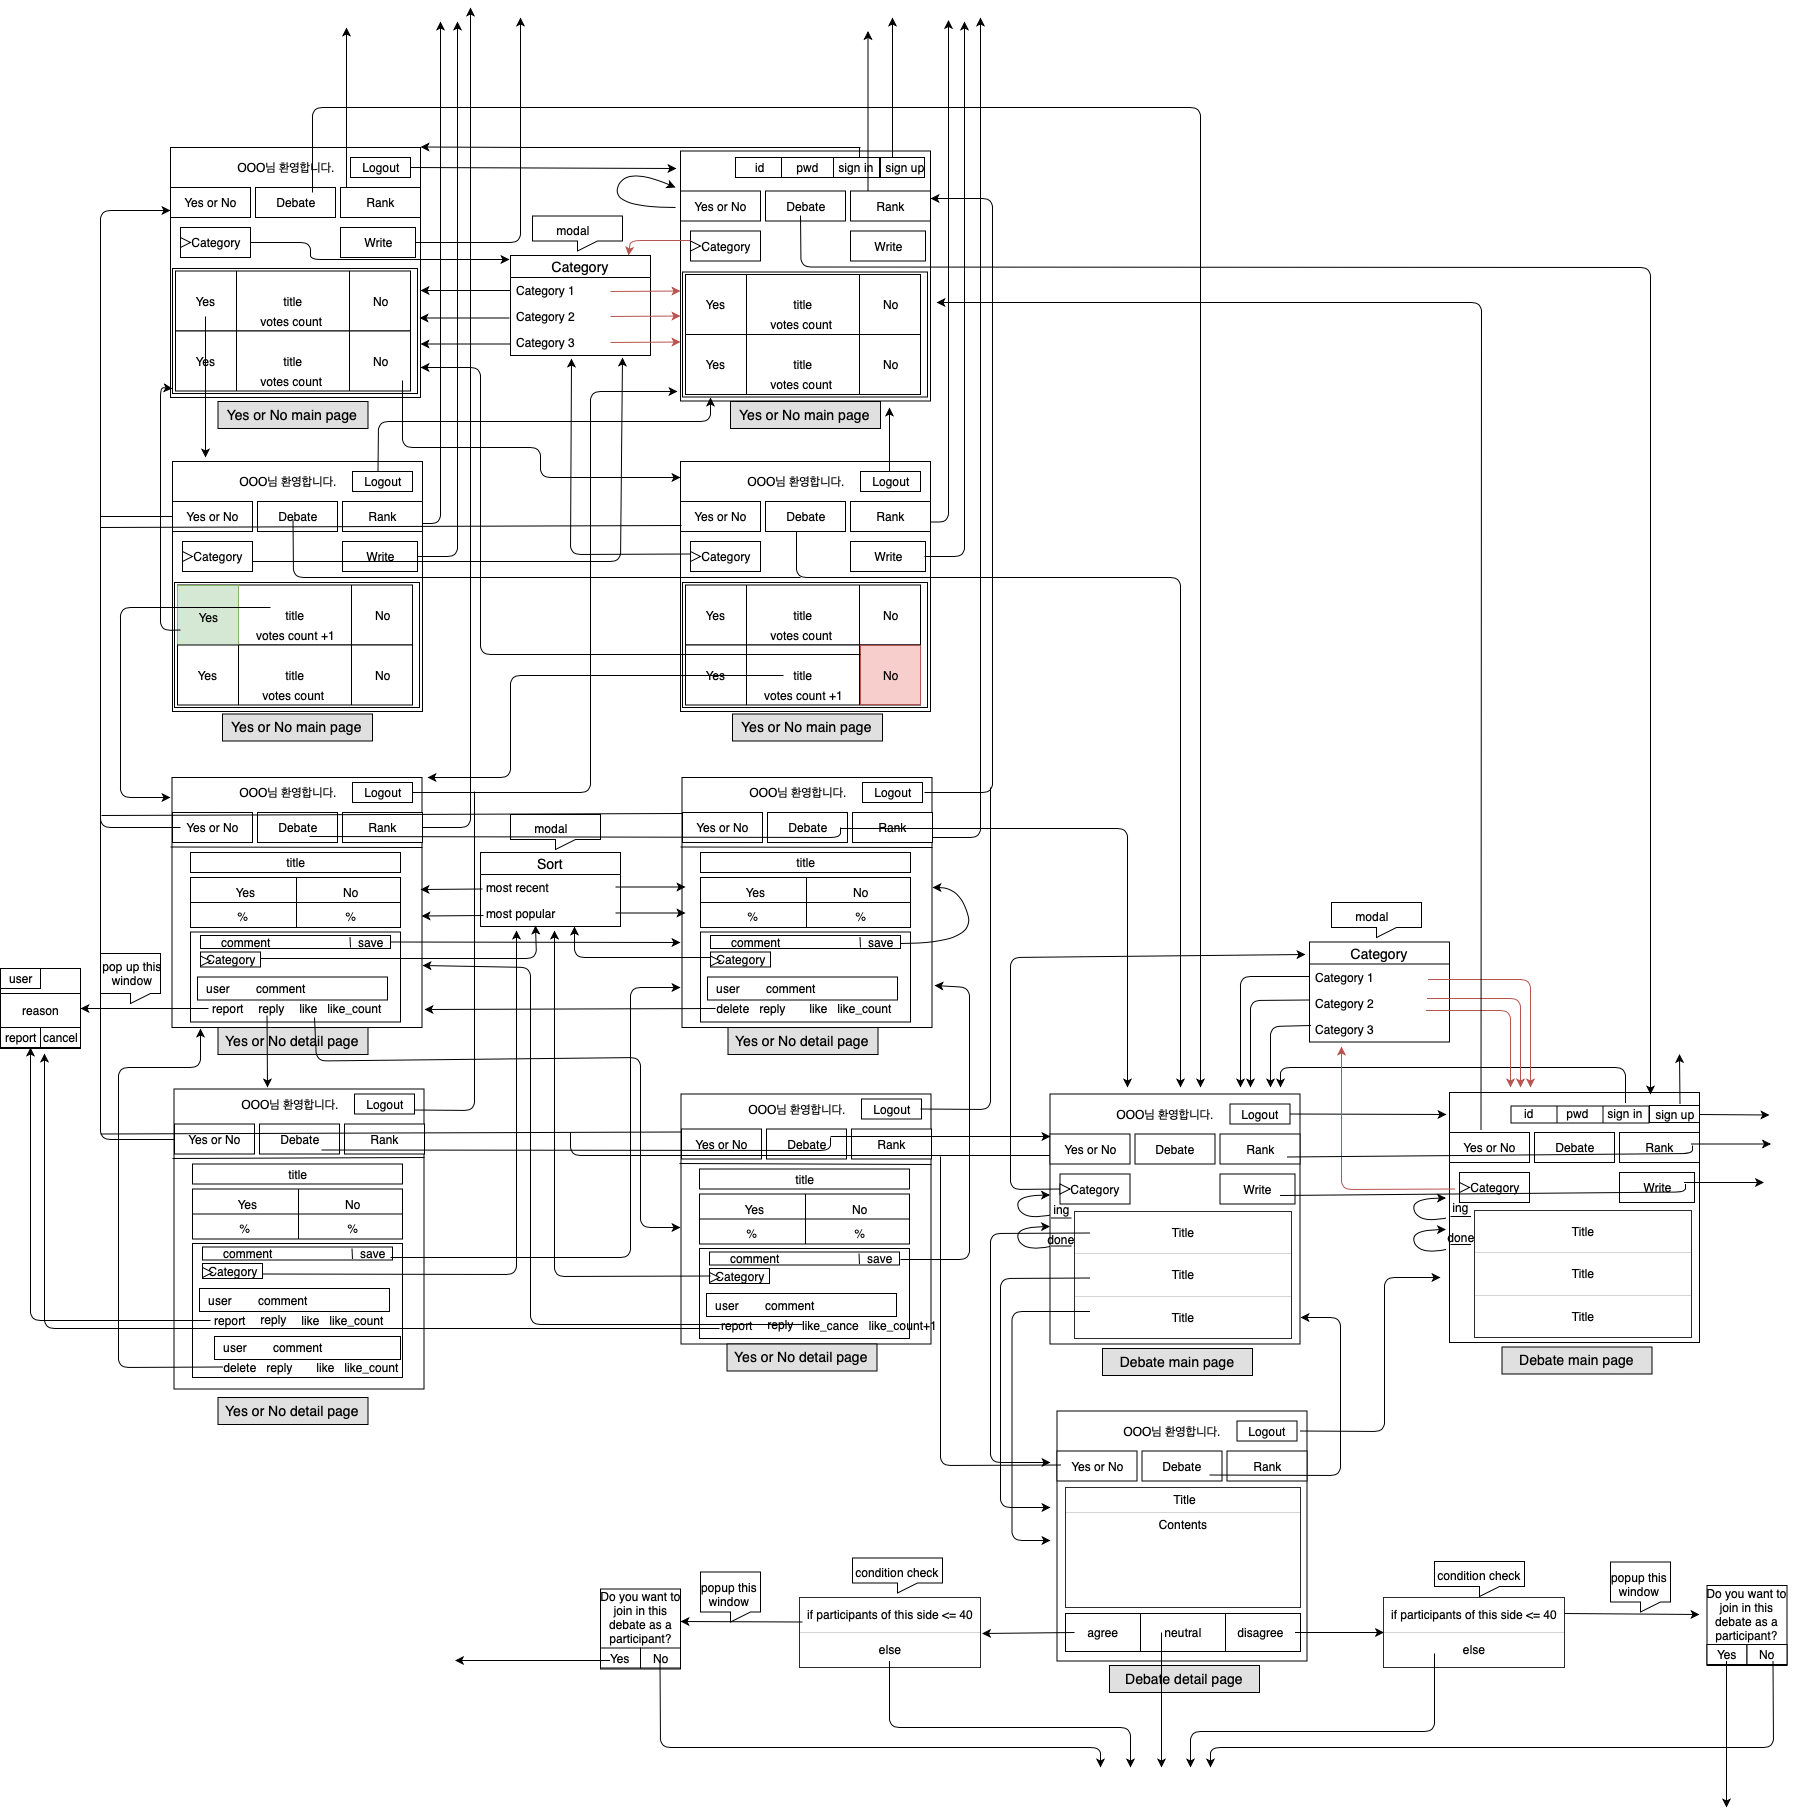 OOO님 환영합니다.
Logout
Yes or No
Debate
Rank
Category
Write
Yes
title
No
votes count
Yes
title
No
votes count
Yes or No main page
modal
Category
Category 1
Category 2
Category 3
id
pwd
sign in
sign up
Yes or No
Debate
Rank
Category
Write
Yes
title
No
votes count
Yes
title
No
votes count
Yes or No main page
OOO님 환영합니다.
Logout
Yes or No
Debate
Rank
Category
Write
Yes
title
No
votes count +1
Yes
title
No
votes count
Yes or No main page
OOO님 환영합니다.
Logout
Yes or No
Debate
Rank
Category
Write
Yes
title
No
votes count
Yes
title
No
votes count +1
Yes or No main page
OOO님 환영합니다.
Logout
Yes or No
Debate
Rank
title
Yes
No
%
%
comment
save
Category
user
comment
report
reply
like
like_count
Yes or No detail page
modal
Sort
most recent
most popular
OOO님 환영합니다.
Logout
Yes or No
Debate
Rank
title
Yes
No
%
%
comment
save
Category
user
comment
delete
reply
like
like_count
Yes or No detail page
pop up this
window
user
reason
report
cancel
OOO님 환영합니다.
Logout
Yes or No
Debate
Rank
title
Yes
No
%
%
comment
save
Category
user
comment
report
reply
like
like_count
user
comment
delete
reply
like
like_count
Yes or No detail page
OOO님 환영합니다.
Logout
Yes or No
Debate
Rank
title
Yes
No
%
%
comment
save
Category
user
comment
report
reply
like_cance
like_count+1
Yes or No detail page
modal
Category
Category 1
Category 2
Category 3
OOO님 환영합니다.
Logout
Yes or No
Debate
Rank
Category
Write
ing
done
Title
Title
Title
Debate main page
id
pwd
sign in
sign up
Yes or No
Debate
Rank
Category
Write
ing
done
Title
Title
Title
Debate main page
OOO님 환영합니다.
Logout
Yes or No
Debate
Rank
Title
Contents
agree
neutral
disagree
Debate detail page
condition check
if participants of this side <= 40
else
popup this
window
Do you want to
join in this
debate as a
participant?
Yes
No
condition check
if participants of this side <= 40
else
popup this
window
Do you want to
join in this
debate as a
participant?
Yes
No